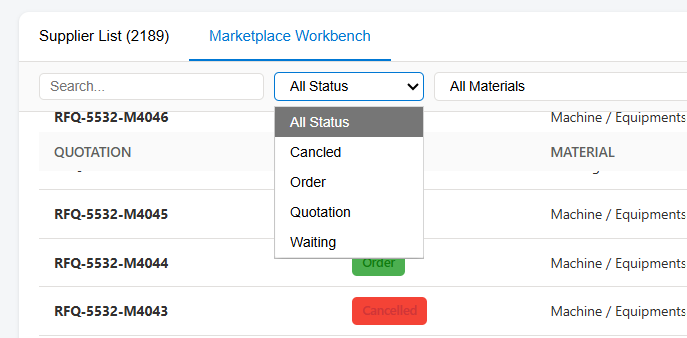 Supplier List (2189) Marketplace Workbench
Search... All Status All Materials
RFQ-5532-M4046 Machine / Equipments
All Status
QUOTATION MATERIAL
Cancled
Order
RFQ-5532-M4045 Quotation Machine / Equipments
Waiting
RFQ-5532-M4044 Order Machine / Equipments
RFQ-5532-M4043 Cancelled Machine / Equipments